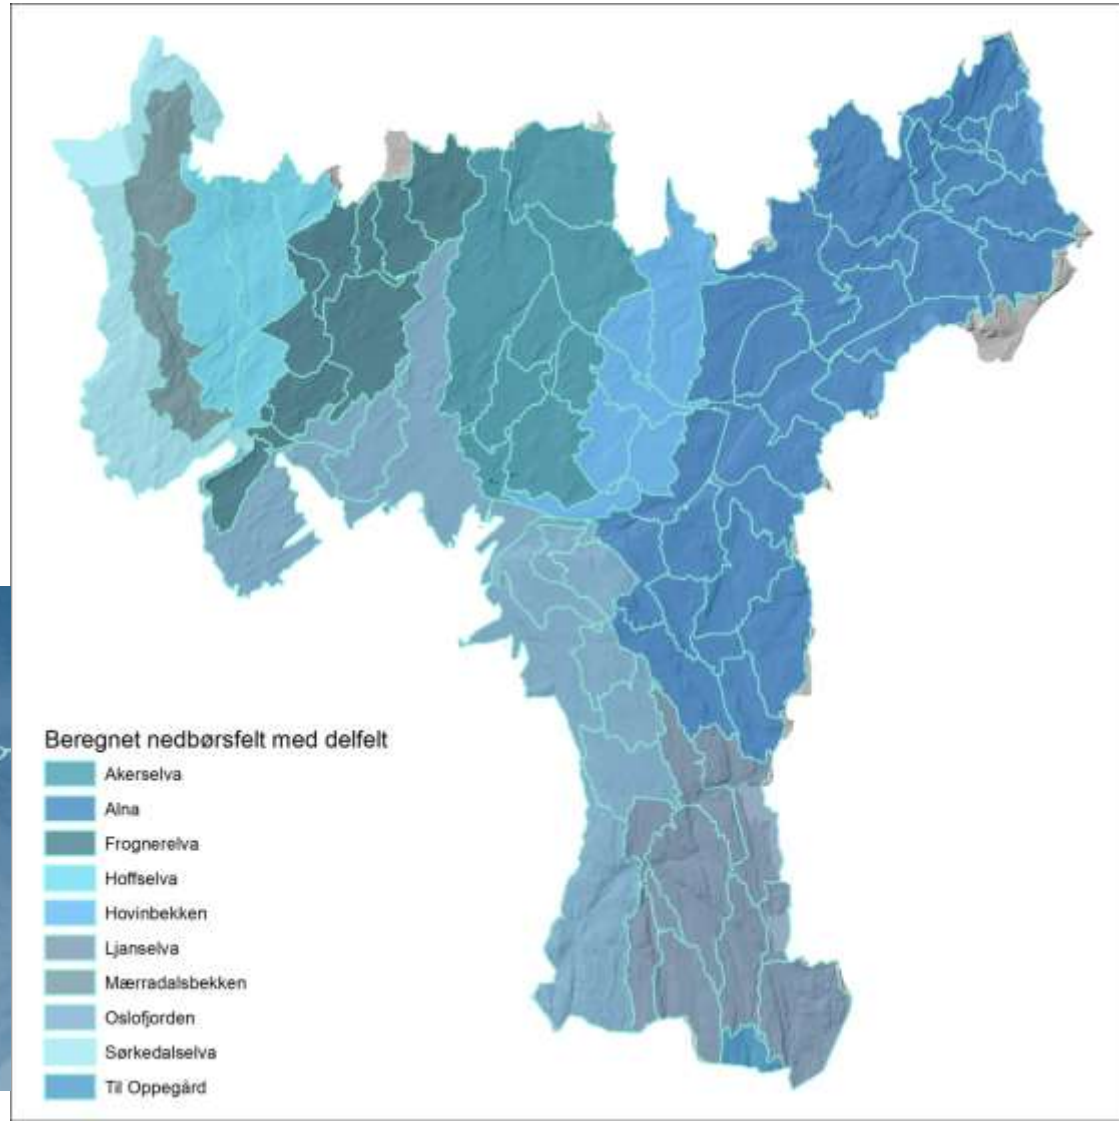 Beregnet nedbørsfelt med delfelt
Akerselva
Alna
Frognerelva
Hoffselva
Hovinbekken
Ljanselva
Mærradalsbekken
Oslofjorden
Sørkedalselva
Til Oppegård